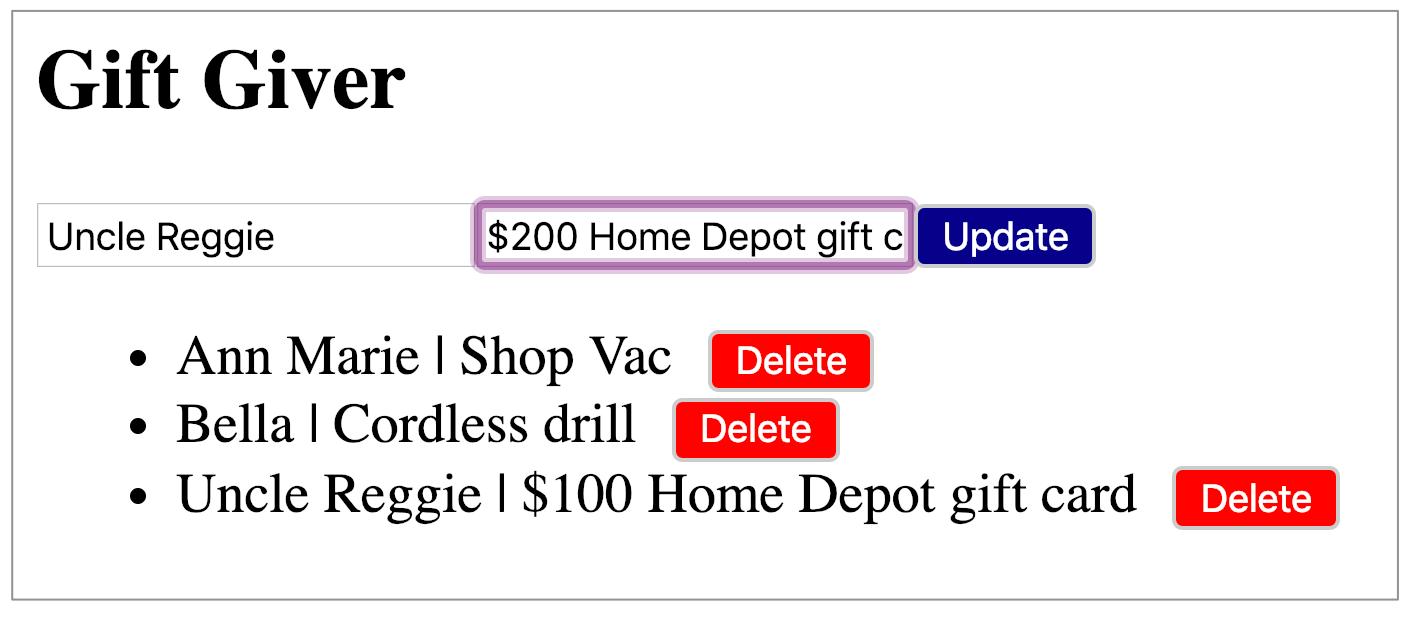 Gift Giver
Uncle Reggie $200 Home Depot gift c Update
Ann Marie | Shop Vac Delete
Bella | Cordless drill Delete
Uncle Reggie | $100 Home Depot gift card Delete